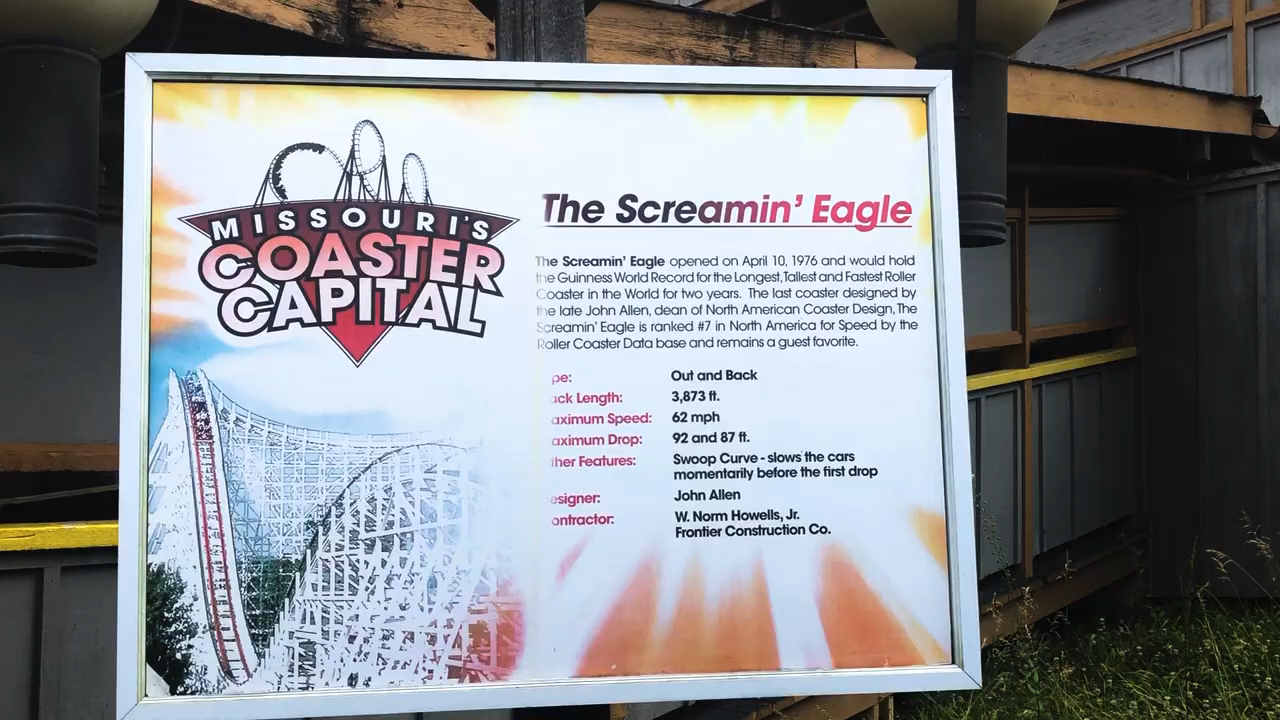 MISSOURI'S
COASTER
CAPITAL
The Screamin' Eagle
The Screamin' Eagle opened on April 10, 1976 and would hold
the Guinness World Record for the Longest, Tallest and Fastest Roller
Coaster in the World for two years. The last coaster designed by
the late John Allen, dean of North American Coaster Design, The
Screamin' Eagle is ranked #7 in North America for Speed by the
Roller Coaster Data base and remains a guest favorite.
pe: Out and Back
ack Length: 3,873 ft.
aximum Speed: 62 mph
aximum Drop: 92 and 87 ft.
ther Features: Swoop Curve - slows the cars
momentarily before the first drop
esigner: John Allen
ontractor: W. Norm Howells, Jr.
Frontier Construction Co.